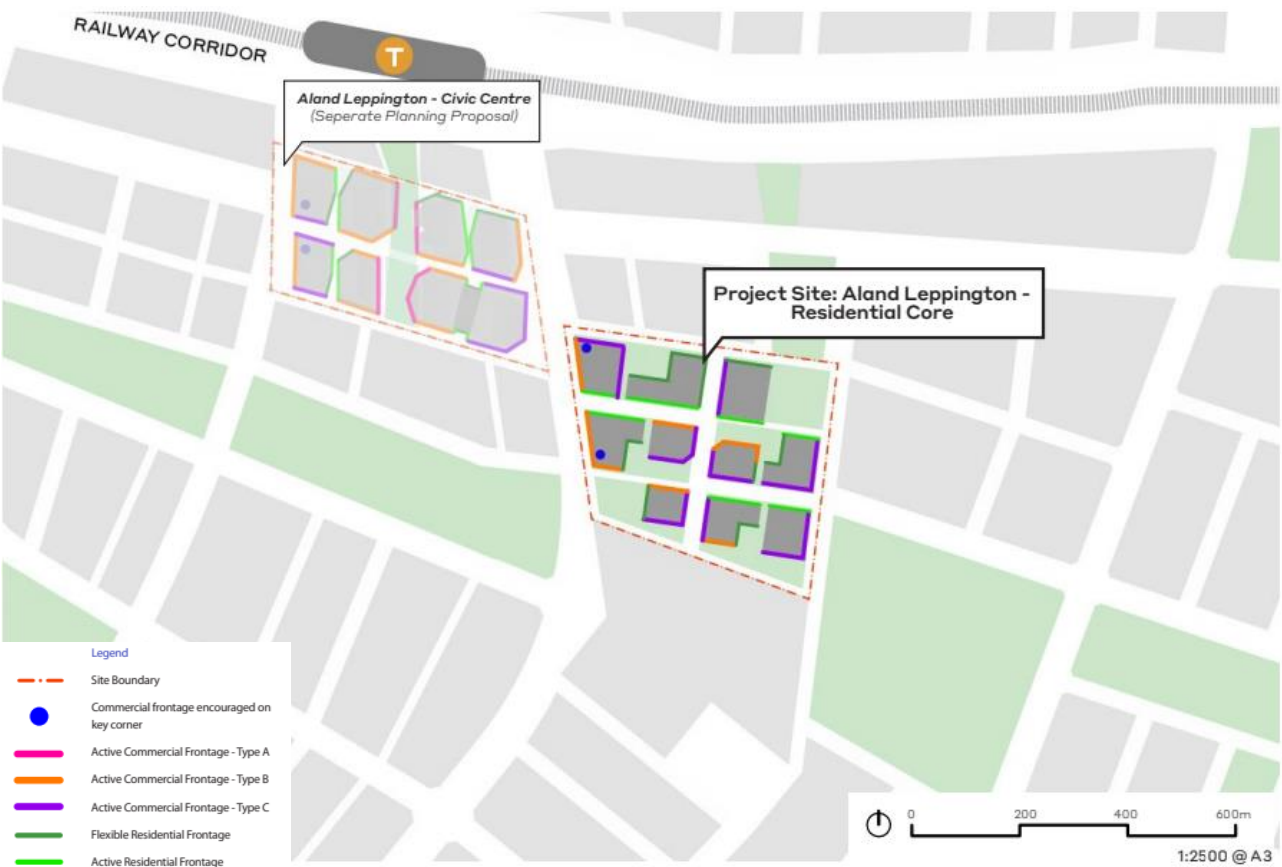 RAILWAY CORRIDOR
T
Aland Leppington - Civic Centre
(Seperate Planning Proposal)
Project Site: Aland Leppington -
Residential Core
Legend
Site Boundary
Commercial frontage encouraged on
key corner
Active Commercial Frontage - Type A
Active Commercial Frontage - Type B
Active Commercial Frontage - Type C
Flexible Residential Frontage
Active Residential Frontage
0 200 400 600m
1:2500 @ A3